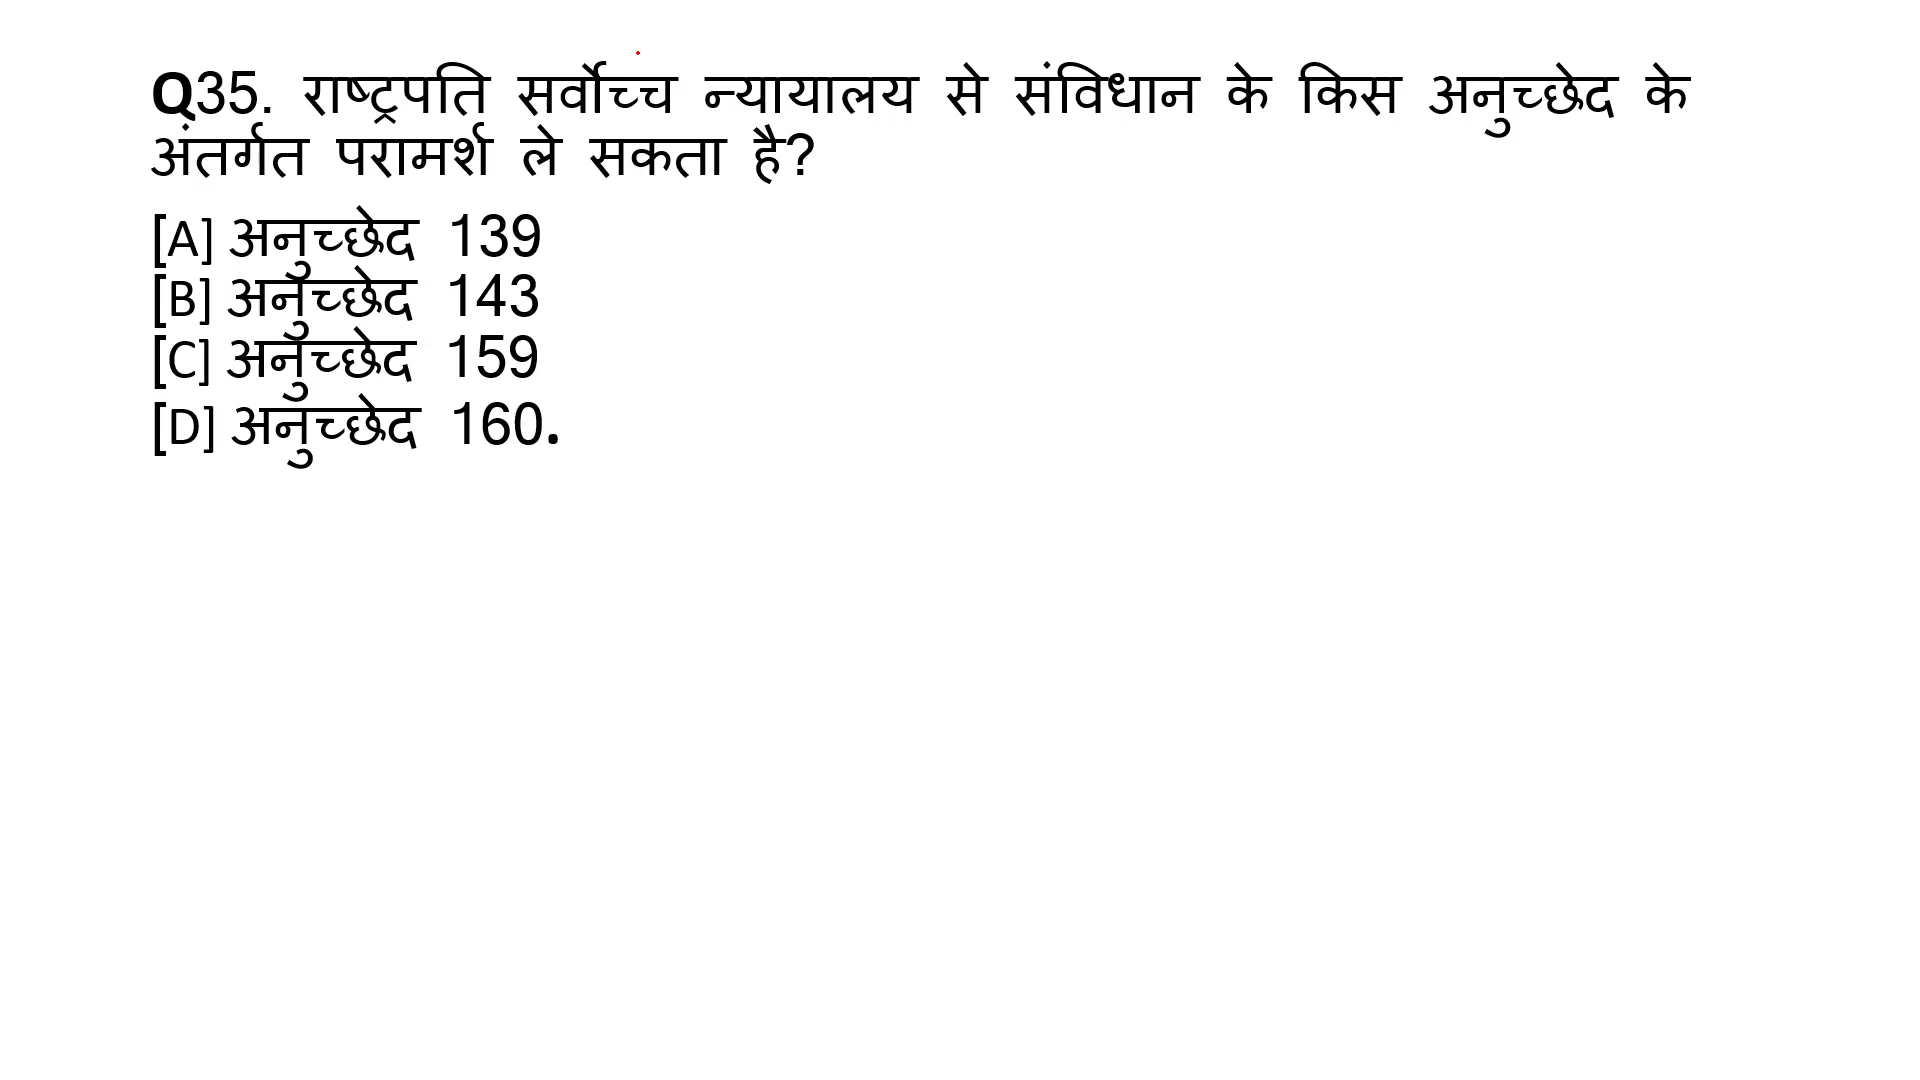 Q35. राष्ट्रपति सर्वोच्च न्यायालय से संविधान के किस अनुच्छेद के
अंतर्गत परामर्श ले सकता है?
[A] अनुच्छेद 139
[B] अनुच्छेद 143
[C] अनुच्छेद 159
[D] अनुच्छेद 160.